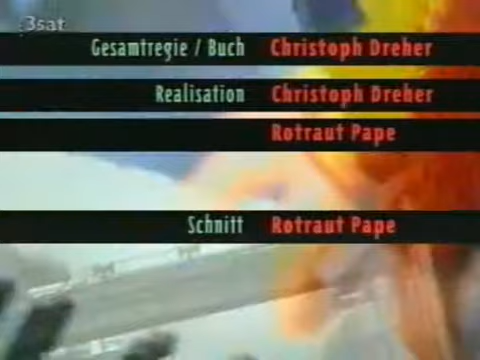 3sat
Gesamtregie / Buch Christoph Dreher
Realisation Christoph Dreher
Rotraut Pape
Schnitt Rotraut Pape